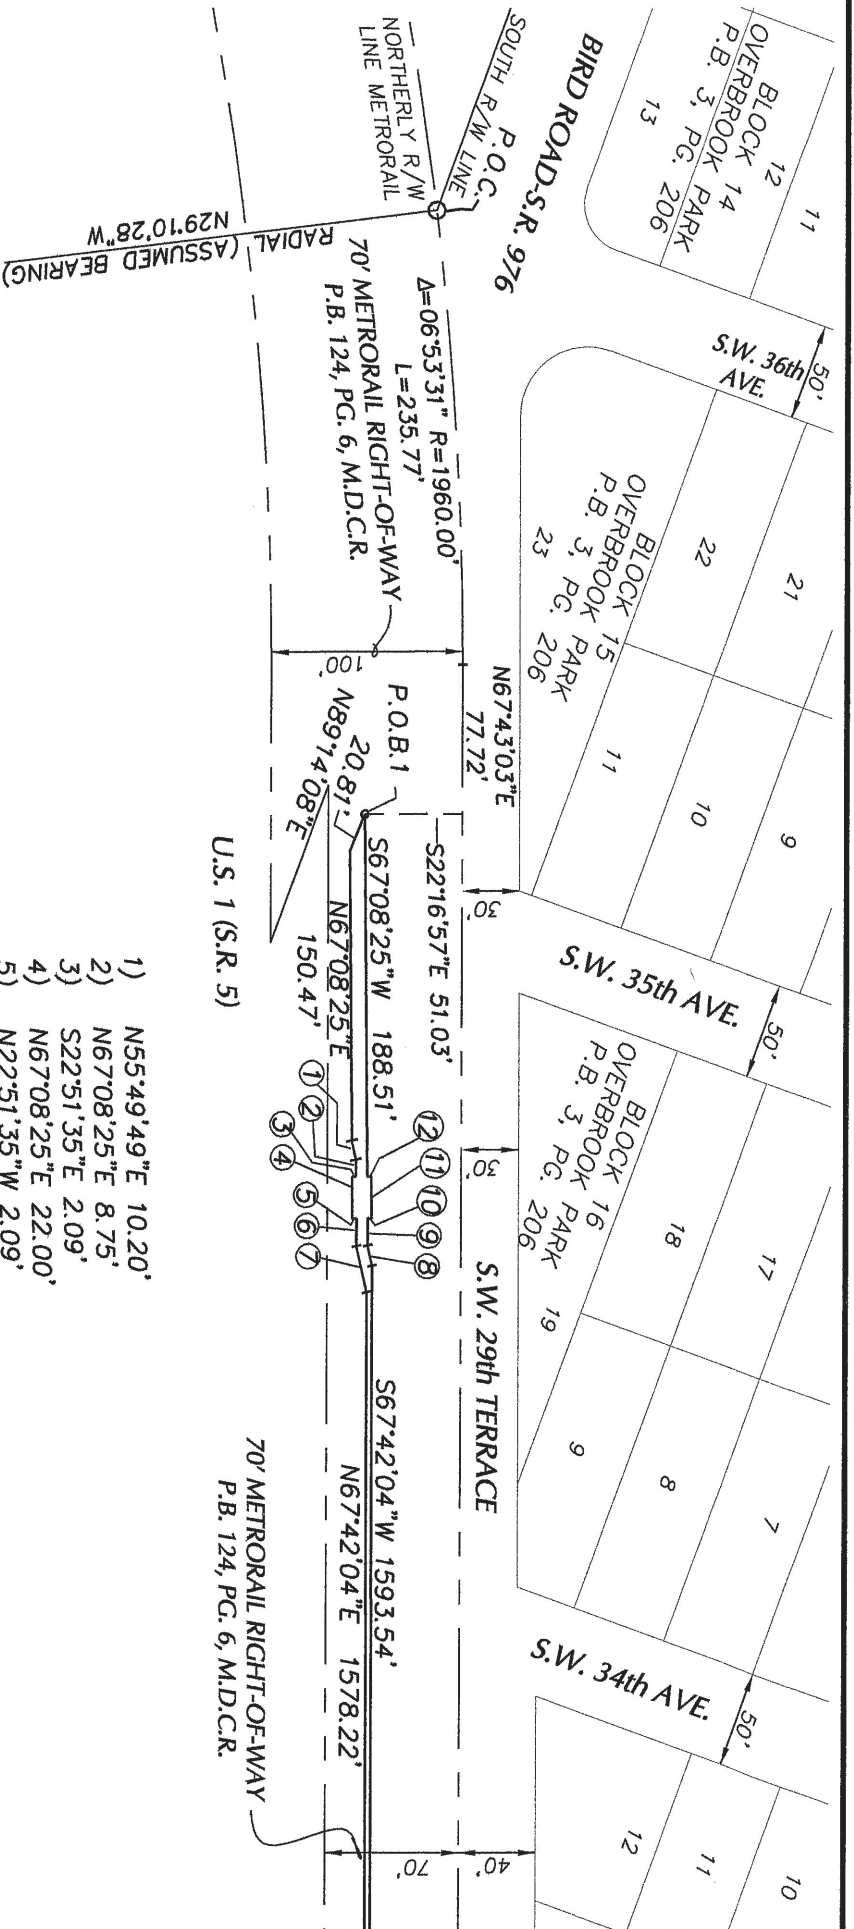 BLOCK 14
OVERBROOK PARK
P.B. 3, PG. 206
11
12
13
S.W. 36th
AVE.
50'
BIRD ROAD-S.R. 976
SOUTH R/W LINE
P.O.C.
NORTHERLY R/W
LINE METRORAIL
RADIAL (ASSUMED BEARING)
N29°10'28"W
Δ=06°53'31" R=1960.00'
L=235.77'
70' METRORAIL RIGHT-OF-WAY
P.B. 124, PG. 6, M.D.C.R.
100'
21
22
BLOCK 15
OVERBROOK PARK
P.B. 3, PG. 206
23
9
10
11
N67°43'03"E
77.72'
P.O.B.1
20.81'
N89°14'08"E
S22°16'57"E 51.03'
30'
S.W. 35th AVE.
50'
S67°08'25"W 188.51'
N67°08'25"E
150.47'
U.S. 1 (S.R. 5)
1
2
3
4
5
6
7
12
11
10
9
8
30'
BLOCK 16
OVERBROOK PARK
P.B. 3, PG. 206
17
18
19
7
8
9
S.W. 29th TERRACE
S67°42'04"W 1593.54'
N67°42'04"E 1578.22'
70' METRORAIL RIGHT-OF-WAY
P.B. 124, PG. 6, M.D.C.R.
S.W. 34th AVE.
50'
70'
40'
10
11
12
1) N55°49'49"E 10.20'
2) N67°08'25"E 8.75'
3) S22°51'35"E 2.09'
4) N67°08'25"E 22.00'
5) N22°51'35"W 2.09'